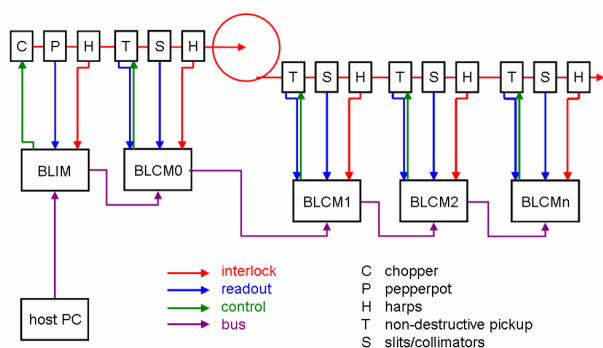 C P H T S H
T S H T S H T S H
BLIM BLCM0
BLCM1 BLCM2 BLCMn
host PC
interlock
readout
control
bus
C chopper
P pepperpot
H harps
T non-destructive pickup
S slits/collimators